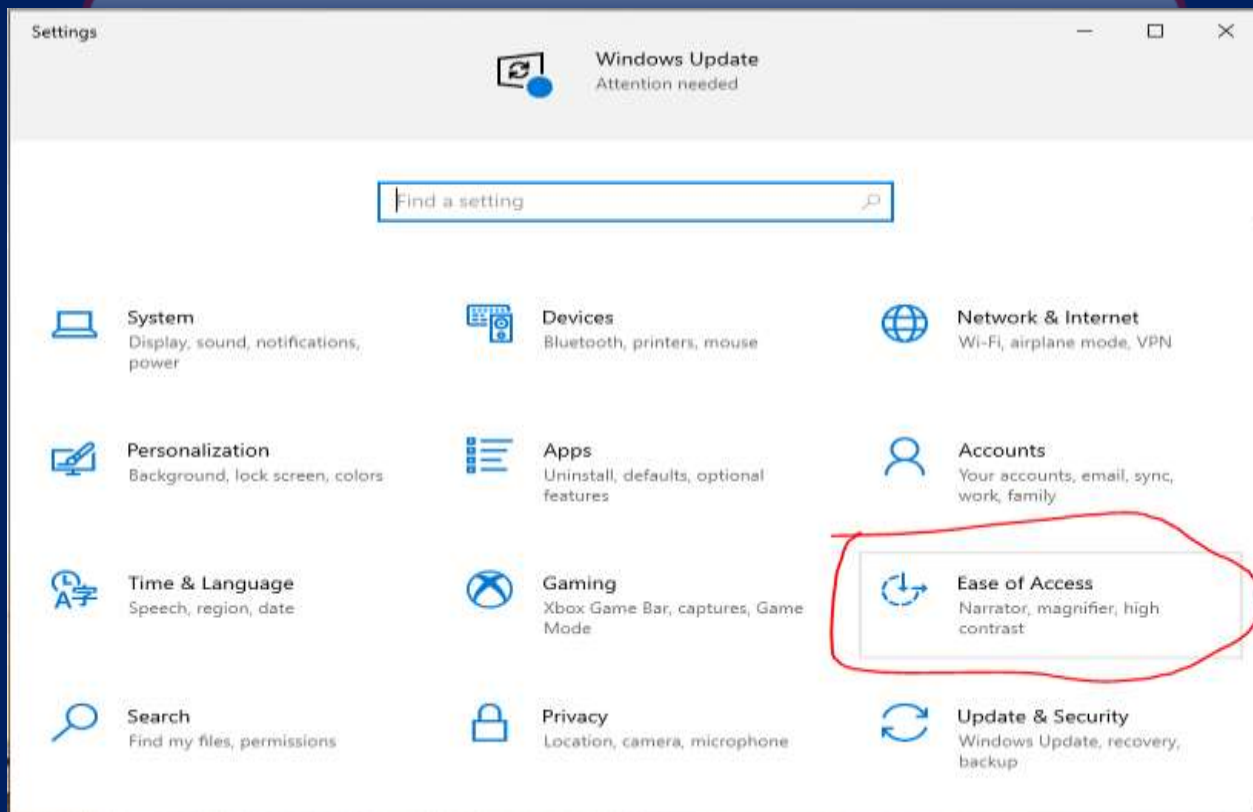 Settings
Windows Update
Attention needed
Find a setting
System
Display, sound, notifications,
power
Devices
Bluetooth, printers, mouse
Network & Internet
Wi-Fi, airplane mode, VPN
Personalization
Background, lock screen, colors
Apps
Uninstall, defaults, optional
features
Accounts
Your accounts, email, sync,
work, family
Time & Language
Speech, region, date
Gaming
Xbox Game Bar, captures, Game
Mode
Ease of Access
Narrator, magnifier, high
contrast
Search
Find my files, permissions
Privacy
Location, camera, microphone
Update & Security
Windows Update, recovery,
backup